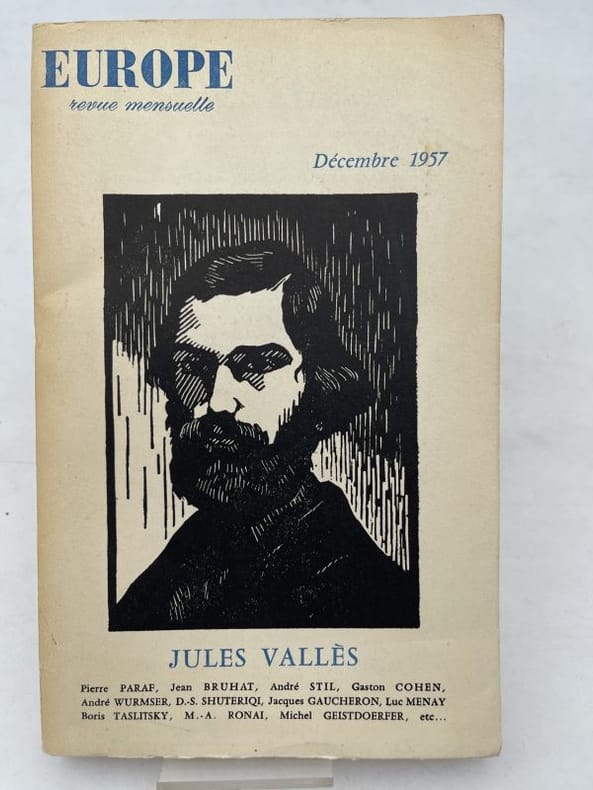 EUROPE
revue mensuelle
Décembre 1957
JULES VALLÈS
Pierre PARAF, Jean BRUHAT, André STIL, Gaston COHEN,
André WURMSER, D.-S. SHUTERIQI, Jacques GAUCHERON, Luc MENAY
Boris TASLITSKY, M.-A. RONAI, Michel GEISTDOERFER, etc...